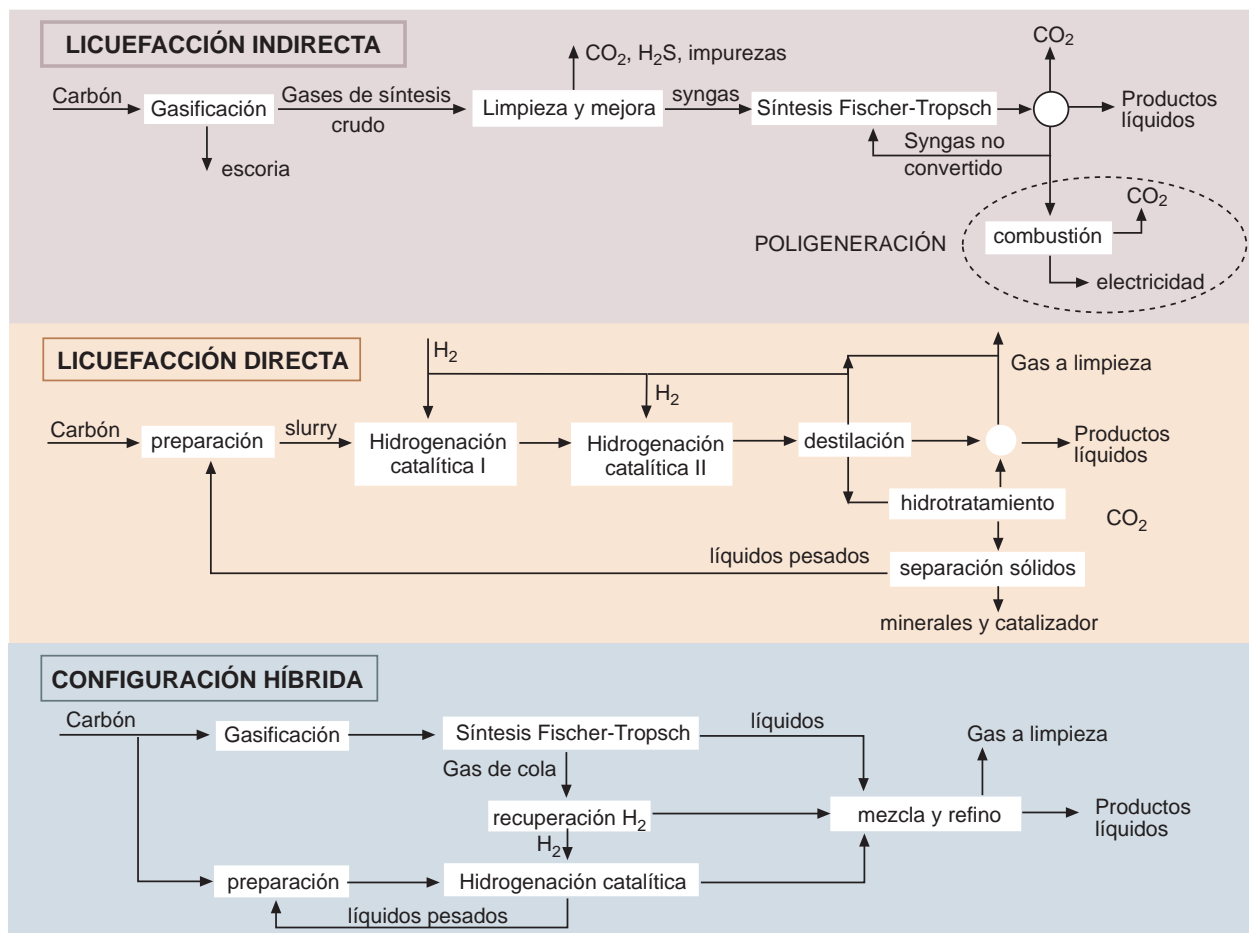 LICUEFACCIÓN INDIRECTA
CO₂
CO₂, H₂S, impurezas
Carbón
Gasificación
Gases de síntesis
crudo
Limpieza y mejora
syngas
Síntesis Fischer-Tropsch
Productos
líquidos
escoria
Syngas no
convertido
CO₂
POLIGENERACIÓN
combustión
electricidad
LICUEFACCIÓN DIRECTA
H₂
Gas a limpieza
H₂
Carbón
preparación
slurry
Hidrogenación
catalítica I
Hidrogenación
catalítica II
destilación
Productos
líquidos
hidrotratamiento
CO₂
líquidos pesados
separación sólidos
minerales y catalizador
CONFIGURACIÓN HÍBRIDA
Carbón
Gasificación
Síntesis Fischer-Tropsch
líquidos
Gas a limpieza
Gas de cola
recuperación H₂
mezcla y refino
Productos
líquidos
H₂
preparación
Hidrogenación catalítica
líquidos pesados